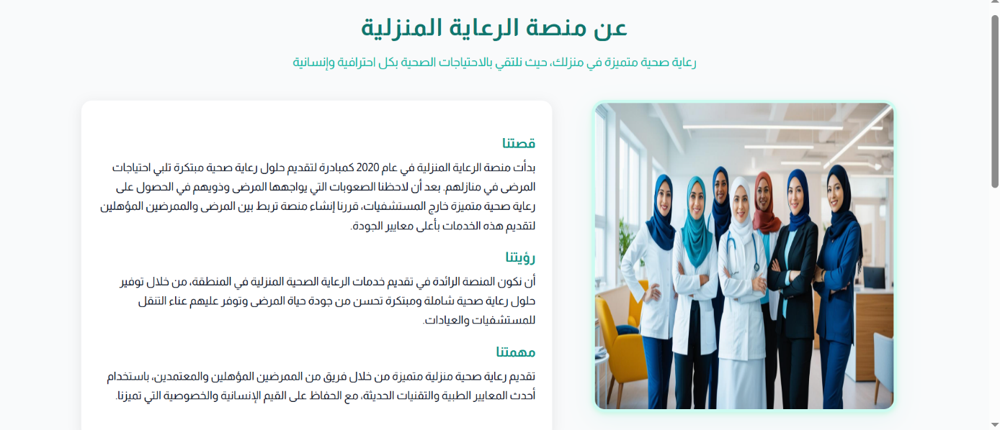 عن منصة الرعاية المنزلية
رعاية صحية متميزة في منزلك، حيث نلتقي بالاحتياجات الصحية بكل احترافية وإنسانية
قصتنا
بدأت منصة الرعاية المنزلية في عام 2020 كمبادرة لتقديم حلول رعاية صحية مبتكرة تلبي احتياجات
المرضى في منازلهم. بعد أن لاحظنا الصعوبات التي يواجهها المرضى وذويهم في الحصول على
رعاية صحية متميزة خارج المستشفيات، قررنا إنشاء منصة تربط بين المرضى والممرضين المؤهلين
لتقديم هذه الخدمات بأعلى معايير الجودة.
رؤيتنا
أن نكون المنصة الرائدة في تقديم خدمات الرعاية الصحية المنزلية في المنطقة، من خلال توفير
حلول رعاية صحية شاملة ومبتكرة تحسن من جودة حياة المرضى وتوفر عليهم عناء التنقل
للمستشفيات والعيادات.
مهمتنا
تقديم رعاية صحية منزلية متميزة من خلال فريق من الممرضين المؤهلين والمعتمدين، باستخدام
أحدث المعايير الطبية والتقنيات الحديثة، مع الحفاظ على القيم الإنسانية والخصوصية التي تميزنا.